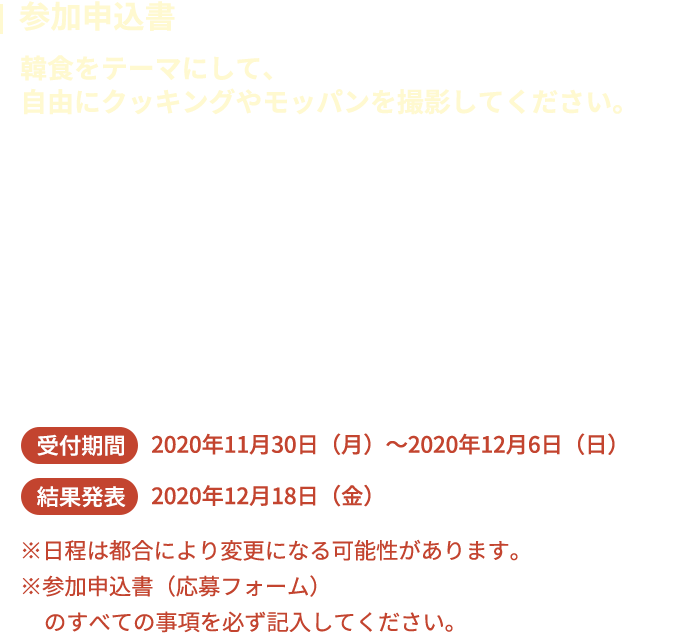 参加申込書
韓食をテーマにして、
自由にクッキングやモッパンを撮影してください。
受付期間 2020年11月30日（月）～2020年12月6日（日）
結果発表 2020年12月18日（金）
※日程は都合により変更になる可能性があります。
※参加申込書（応募フォーム）
のすべての事項を必ず記入してください。